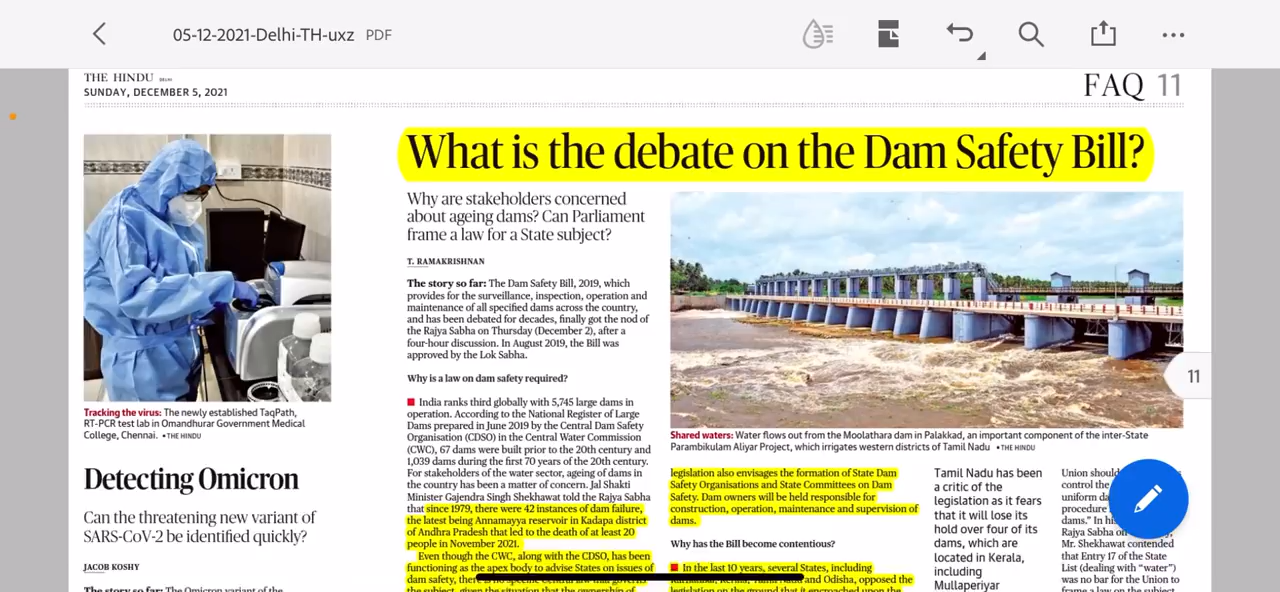 05-12-2021-Delhi-TH-uxz PDF
THE HINDU DELHI
SUNDAY, DECEMBER 5, 2021
FAQ 11
What is the debate on the Dam Safety Bill?
Why are stakeholders concerned
about ageing dams? Can Parliament
frame a law for a State subject?
T. RAMAKRISHNAN
The story so far: The Dam Safety Bill, 2019, which
provides for the surveillance, inspection, operation and
maintenance of all specified dams across the country,
and has been debated for decades, finally got the nod of
the Rajya Sabha on Thursday (December 2), after a
four-hour discussion. In August 2019, the Bill was
approved by the Lok Sabha.
Why is a law on dam safety required?
India ranks third globally with 5,745 large dams in
operation. According to the National Register of Large
Dams prepared in June 2019 by the Central Dam Safety
Organisation (CDSO) in the Central Water Commission
(CWC), 67 dams were built prior to the 20th century and
1,039 dams during the first 70 years of the 20th century.
For stakeholders of the water sector, ageing of dams in
the country has been a matter of concern. Jal Shakti
Minister Gajendra Singh Shekhawat told the Rajya Sabha
that since 1979, there were 42 instances of dam failure,
the latest being Annamayya reservoir in Kadapa district
of Andhra Pradesh that led to the death of at least 20
people in November 2021.
Even though the CWC, along with the CDSO, has been
functioning as the apex body to advise States on issues of
dam safety,
Shared waters: Water flows out from the Moolathara dam in Palakkad, an important component of the inter-State
Parambikulam Aliyar Project, which irrigates western districts of Tamil Nadu • THE HINDU
legislation also envisages the formation of State Dam
Safety Organisations and State Committees on Dam
Safety. Dam owners will be held responsible for
construction, operation, maintenance and supervision of
dams.
Why has the Bill become contentious?
In the last 10 years, several States, including
and Odisha, opposed the
Tamil Nadu has been
a critic of the
legislation as it fears
that it will lose its
hold over four of its
dams, which are
located in Kerala,
including
Mullaperiyar
Union should
control the
uniform da
procedure
dams." In his
Rajya Sabha on
Mr. Shekhawat contended
that Entry 17 of the State
List (dealing with "water")
was no bar for the Union to
frame a law on the subject
11
Tracking the virus: The newly established TaqPath,
RT-PCR test lab in Omandhurar Government Medical
College, Chennai. • THE HINDU
Detecting Omicron
Can the threatening new variant of
SARS-CoV-2 be identified quickly?
JACOB KOSHY
The story so far: The Omicron variant of